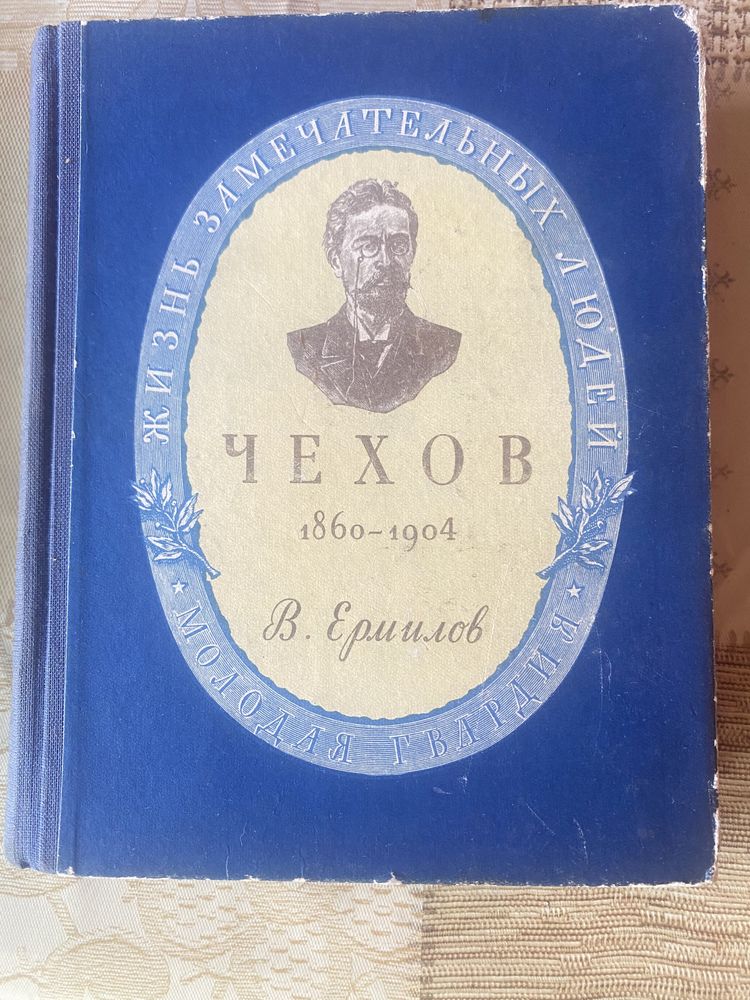 ЖИЗНЬ ЗАМЕЧАТЕЛЬНЫХ ЛЮДЕЙ
ЧЕХОВ
1860-1904
В. Ермилов
МОЛОДАЯ ГВАРДИЯ